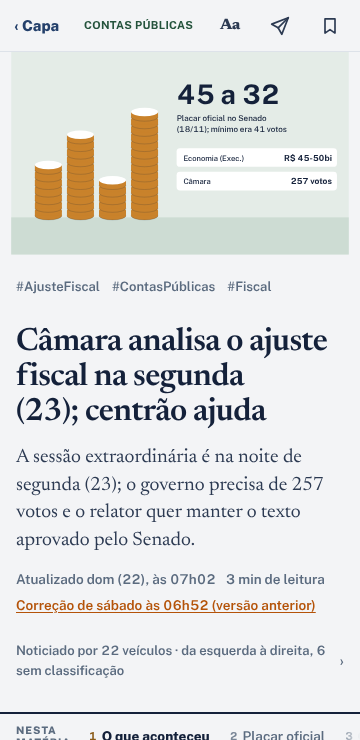 ‹ Capa
CONTAS PÚBLICAS
Aa
45 a 32
Placar oficial no Senado
(18/11); mínimo era 41 votos
Economia (Exec.) R$ 45-50bi
Câmara 257 votos
#AjusteFiscal #ContasPúblicas #Fiscal
Câmara analisa o ajuste
fiscal na segunda
(23); centrão ajuda
A sessão extraordinária é na noite de
segunda (23); o governo precisa de 257
votos e o relator quer manter o texto
aprovado pelo Senado.
Atualizado dom (22), às 07h02 3 min de leitura
Correção de sábado às 06h52 (versão anterior)
Noticiado por 22 veículos · da esquerda à direita, 6
sem classificação ›
NESTA
MATÉRIA
1 O que aconteceu 2 Placar oficial 3